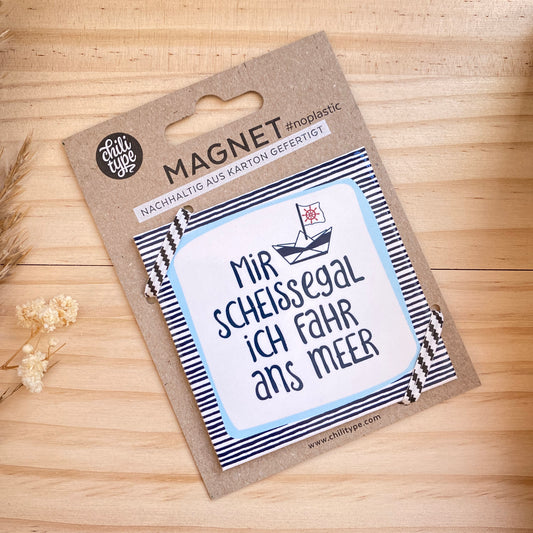 chili
type
MAGNET #noplastic
NACHHALTIG AUS KARTON GEFERTIGT
MiR
SCHEISSEGAL
iCH FAHR
ANS MEER
www.chilitype.com